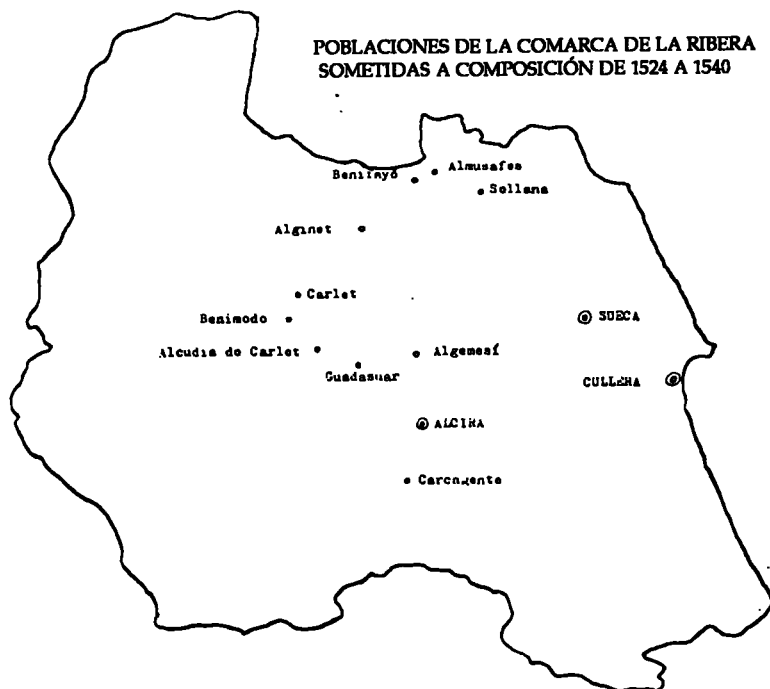 POBLACIONES DE LA COMARCA DE LA RIBERA
SOMETIDAS A COMPOSICIÓN DE 1524 A 1540
Benifayó
Almusafes
Sollana
Alginet
Carlet
Benimodo
SUECA
Alcudia de Carlet
Algemesí
Guadasuar
CULLERA
ALCIRA
Carcagente